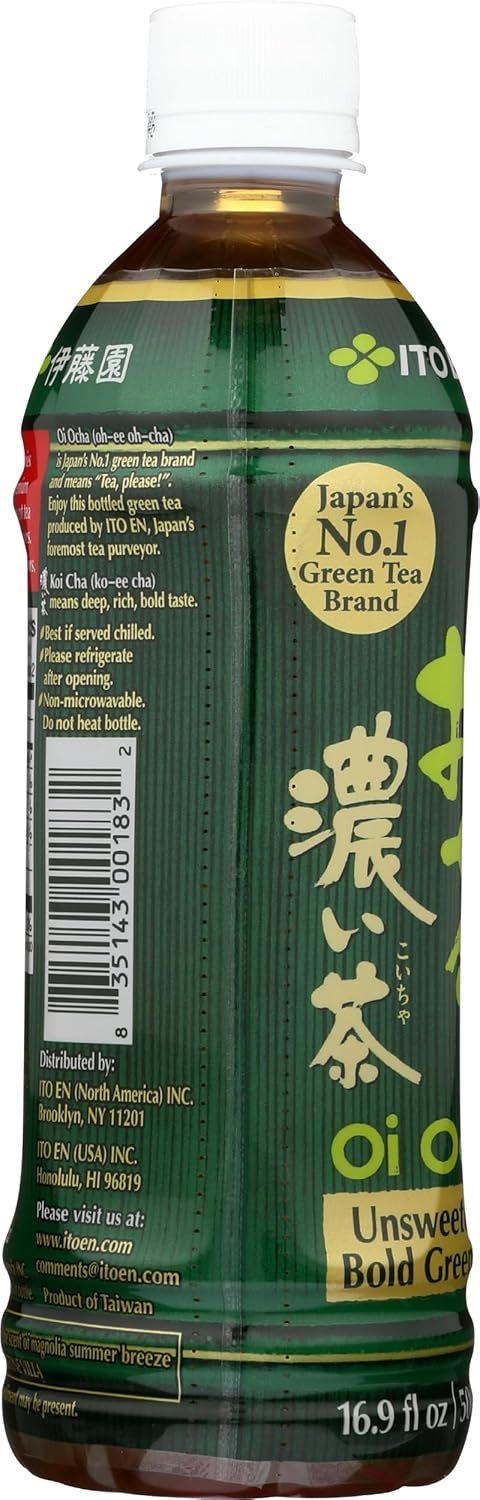 伊藤園
Oi Ocha (oh-ee oh-cha)
is Japan's No.1 green tea brand
and means "Tea, please!".
Enjoy this bottled green tea
produced by ITO EN, Japan's
foremost tea purveyor.
濃い茶 Koi Cha (ko-ee cha)
means deep, rich, bold taste.
Best if served chilled.
Please refrigerate
after opening.
Non-microwavable.
Do not heat bottle.
8 35143 00183 2
Distributed by:
ITO EN (North America) INC.
Brooklyn, NY 11201
ITO EN (USA) INC.
Honolulu, HI 96819
Please visit us at:
www.itoen.com
comments@itoen.com
Product of Taiwan
scent of magnolia summer breeze
may be present.
ITO
Japan's
No.1
Green Tea
Brand
お
濃い茶
こいちゃ
Oi
Unsweet
Bold Green
16.9 fl oz